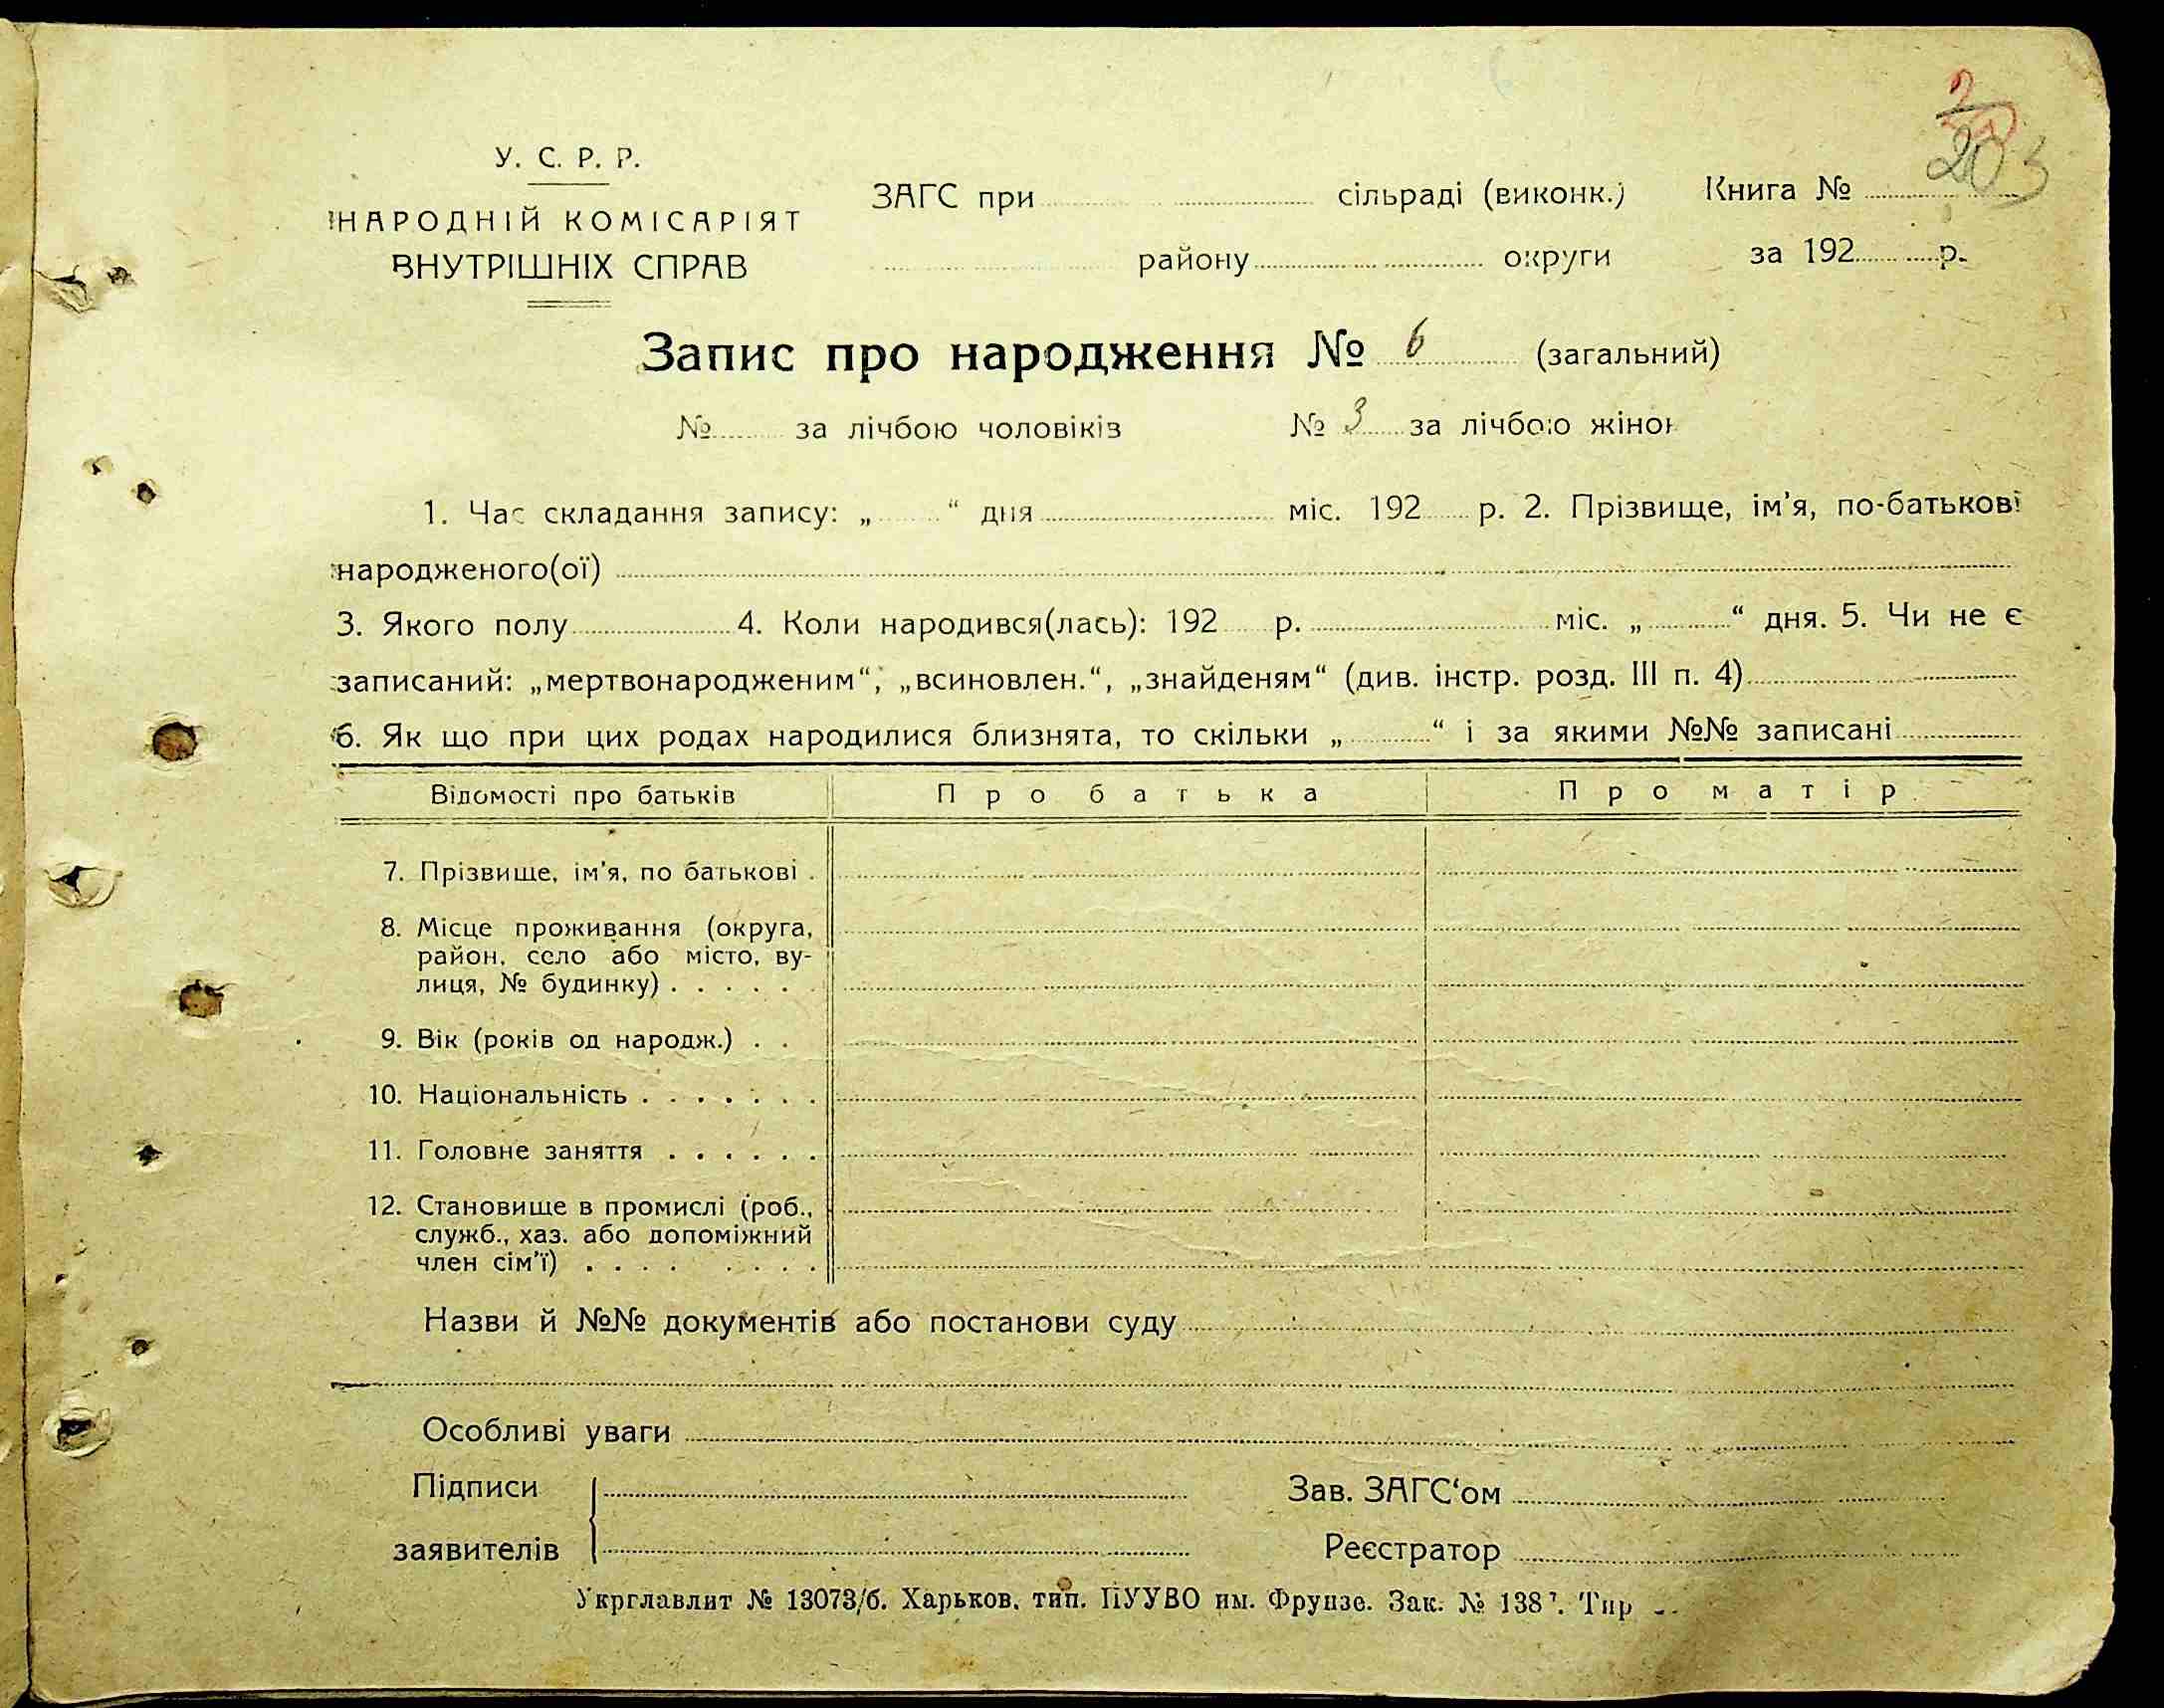 У. С. Р. Р.
НАРОДНІЙ КОМІСАРІЯТ
ВНУТРІШНІХ СПРАВ
ЗАГС при сільраді (виконк.) Книга №
району округи за 192 р.
Запис про народження № 6 (загальний)
№ за лічбою чоловіків № 3 за лічбою жінок
1. Час складання запису: „ “ дня міс. 192 р. 2. Прізвище, ім'я, по-батькові
народженого(ої)
3. Якого полу 4. Коли народився(лась): 192 р. міс. „ “ дня. 5. Чи не є
записаний: „мертвонародженим“, „всиновлен.“, „знайденям“ (див. інстр. розд. III п. 4)
6. Як що при цих родах народилися близнята, то скільки „ “ і за якими №№ записані
Відомості про батьків Про батька Про матір
7. Прізвище, ім'я, по батькові .
8. Місце проживання (округа,
район, село або місто, ву-
лиця, № будинку) . . . . .
9. Вік (років од народж.) . .
10. Національність . . . . . . .
11. Головне заняття . . . . . .
12. Становище в промислі (роб.,
служб., хаз. або допоміжний
член сім'ї) . . . . . . . .
Назви й №№ документів або постанови суду
Особливі уваги
Підписи
заявителів
Зав. ЗАГС‘ом
Реєстратор
Укрглавлит № 13073/б. Харьков. тип. ПУУВО им. Фрунзе. Зак. № 138 Тир